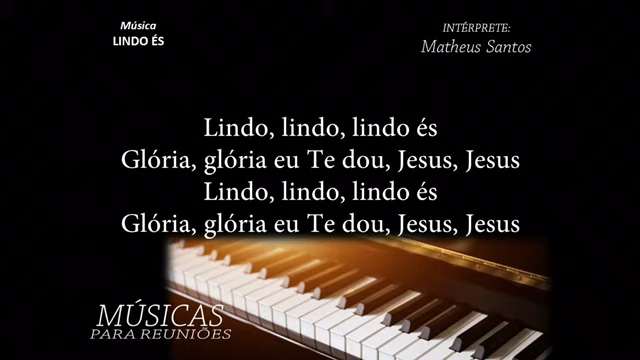 Música
LINDO ÉS
INTÉRPRETE:
Matheus Santos
Lindo, lindo, lindo és
Glória, glória eu Te dou, Jesus, Jesus
Lindo, lindo, lindo és
Glória, glória eu Te dou, Jesus, Jesus
MÚSICAS
PARA REUNIÕES